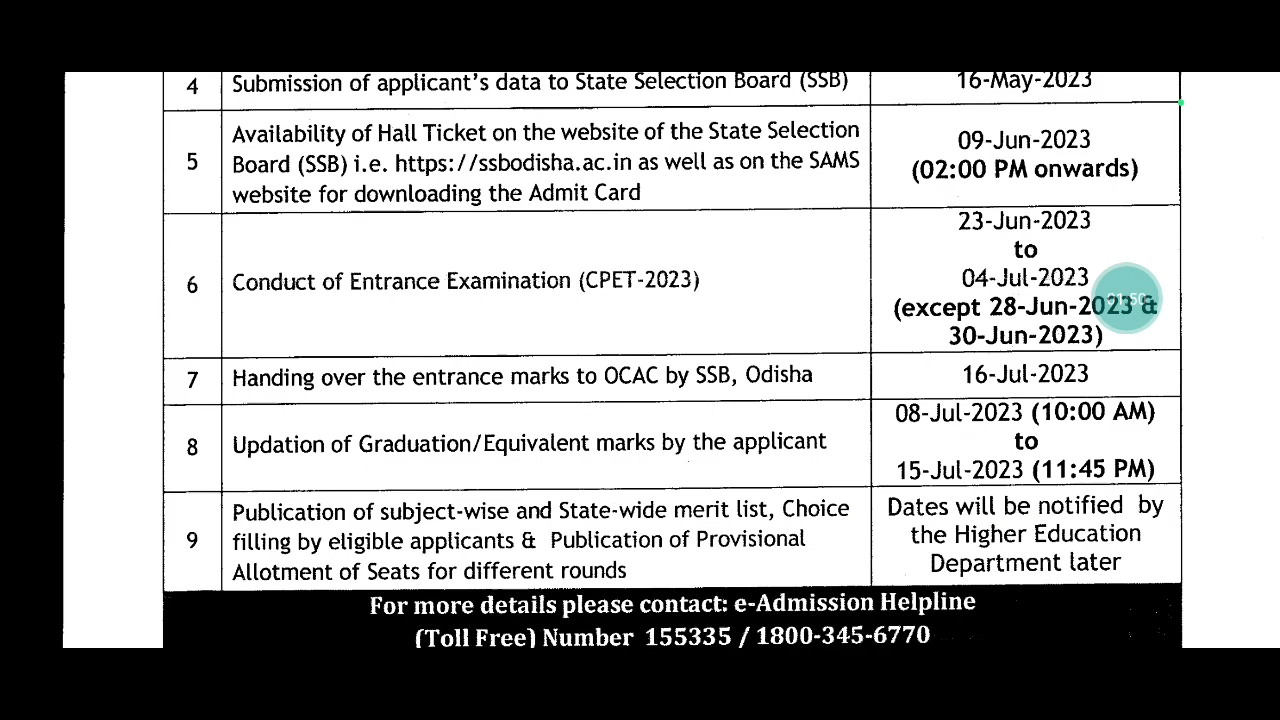 4 Submission of applicant's data to State Selection Board (SSB) 16-May-2023
5 Availability of Hall Ticket on the website of the State Selection
Board (SSB) i.e. https://ssbodisha.ac.in as well as on the SAMS
website for downloading the Admit Card
09-Jun-2023
(02:00 PM onwards)
6 Conduct of Entrance Examination (CPET-2023)
23-Jun-2023
to
04-Jul-2023
(except 28-Jun-2023 &
30-Jun-2023)
01:50
7 Handing over the entrance marks to OCAC by SSB, Odisha 16-Jul-2023
8 Updation of Graduation/Equivalent marks by the applicant
08-Jul-2023 (10:00 AM)
to
15-Jul-2023 (11:45 PM)
9 Publication of subject-wise and State-wide merit list, Choice
filling by eligible applicants & Publication of Provisional
Allotment of Seats for different rounds
Dates will be notified by
the Higher Education
Department later
For more details please contact: e-Admission Helpline
(Toll Free) Number 155335 / 1800-345-6770